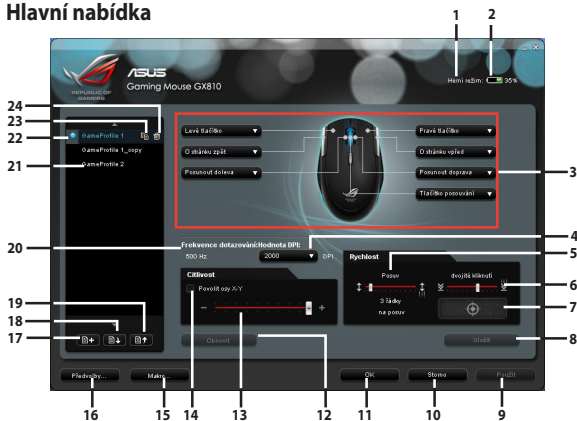 Hlavní nabídka
1 2
REPUBLIC OF
GAMERS
ASUS
Gaming Mouse GX810
Herní režim: 35%
24
23
22
21
GameProfile 1
GameProfile 1_copy
GameProfile 2
Levé tlačítko
O stránku zpět
Posunout doleva
Pravé tlačítko
O stránku vpřed
Posunout doprava
Tlačítko posouvání
3
4
5
20
Frekvence dotazování:Hodnota DPI:
500 Hz 2000 DPI
Rychlost
Posuv dvojité kliknutí
3 řádky
na posuv
6
7
Citlivost
Povolit osy X-Y
- +
19
18
17
Obnovit
Uložit
8
Předvolby...
Makro...
OK
Storno
Použít
16 15 14 13 12 11 10 9